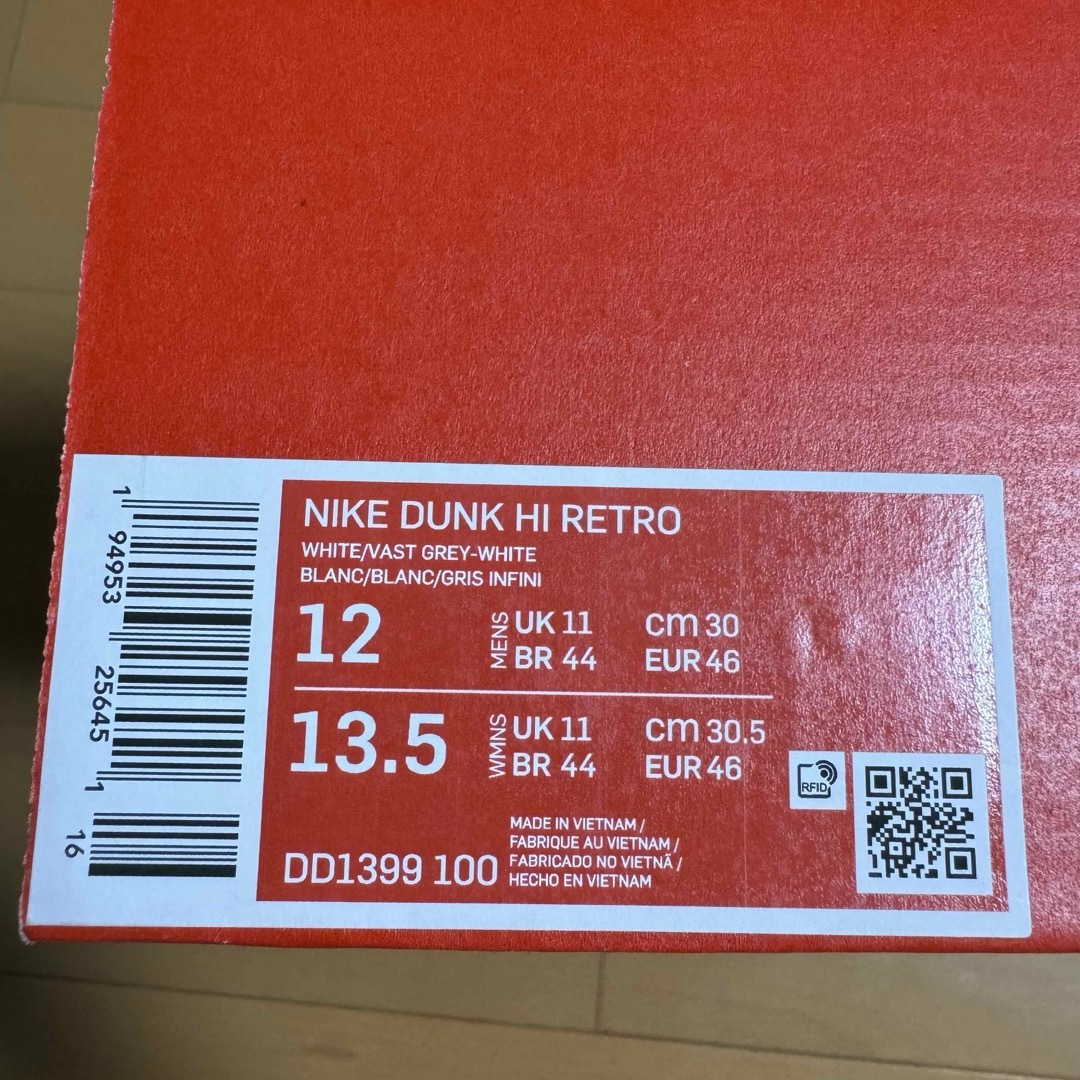 NIKE DUNK HI RETRO
WHITE/VAST GREY-WHITE
BLANC/BLANC/GRIS INFINI
12 MENS UK 11 cm 30
BR 44 EUR 46
13.5 WMNS UK 11 cm 30.5
BR 44 EUR 46
RFID
MADE IN VIETNAM /
FABRIQUE AU VIETNAM /
FABRICADO NO VIETNÃ /
HECHO EN VIETNAM
DD1399 100
1 94953 25645 1 16